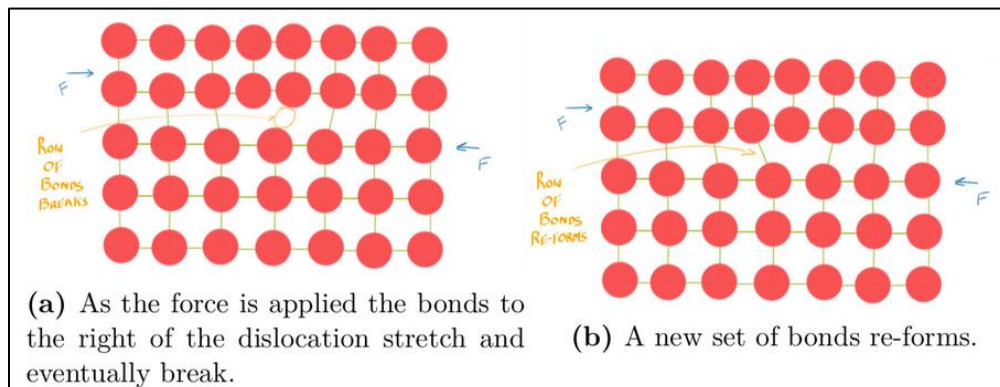 F
F
ROW
OF
BONDS
BREAKS
(a) As the force is applied the bonds to
the right of the dislocation stretch and
eventually break.
F
F
ROW
OF
BONDS
RE-FORMS
(b) A new set of bonds re-forms.